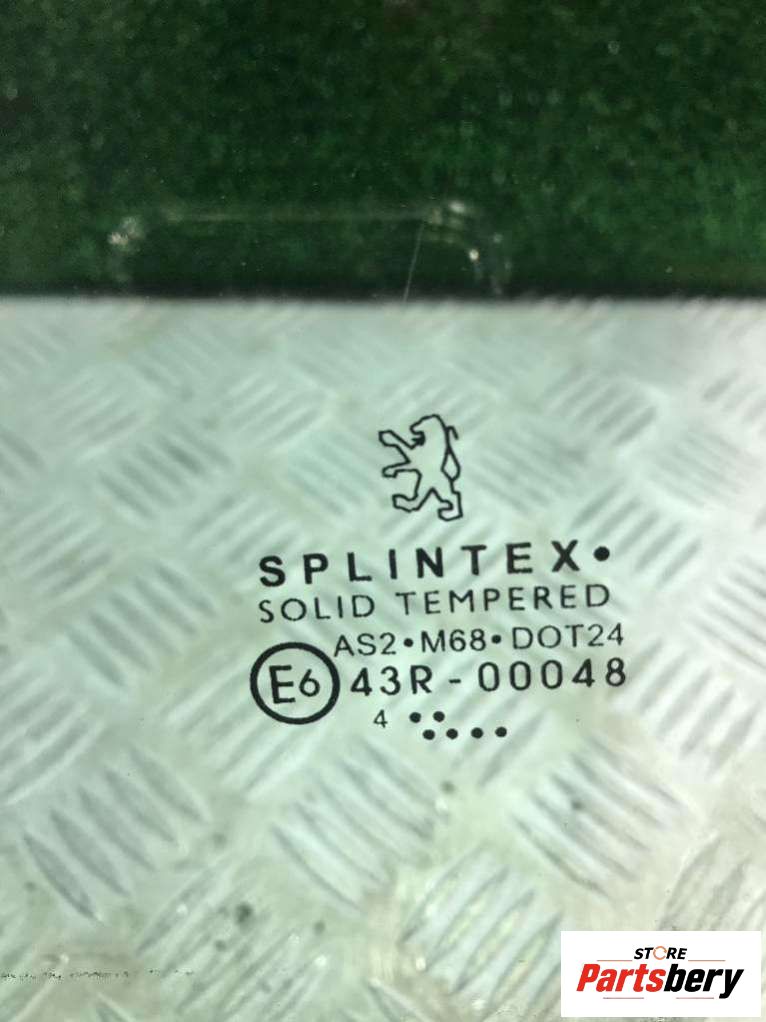 SPLINTEX•
SOLID TEMPERED
AS2•M68•DOT24
E6 43R-00048
4
STORE
Partsbery